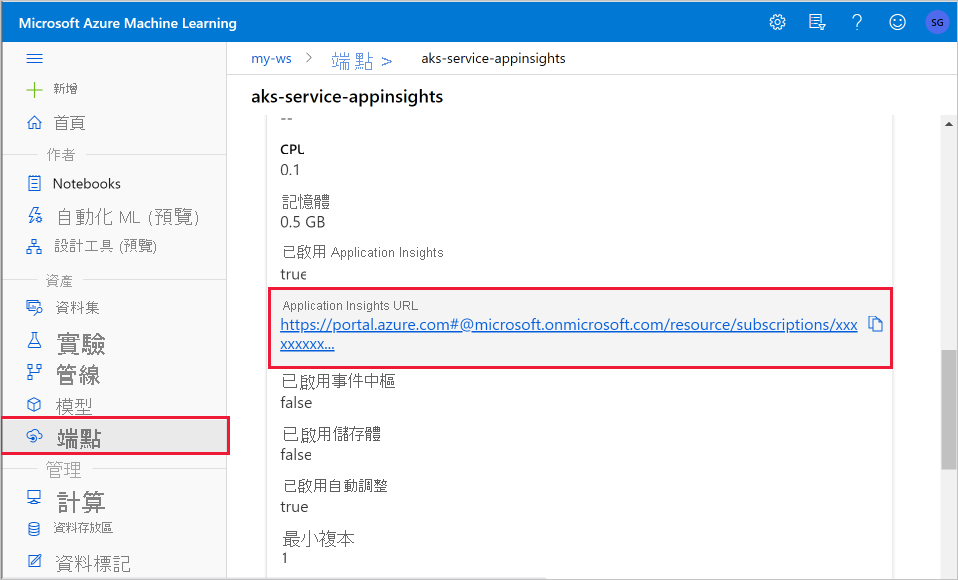 Microsoft Azure Machine Learning
SG
新增
首頁
作者
Notebooks
自動化 ML (預覽)
設計工具 (預覽)
資產
資料集
實驗
管線
模型
端點
管理
計算
資料存放區
資料標記
my-ws > 端點 > aks-service-appinsights
aks-service-appinsights
--
CPU
0.1
記憶體
0.5 GB
已啟用 Application Insights
true
Application Insights URL
https://portal.azure.com#@microsoft.onmicrosoft.com/resource/subscriptions/xxx
xxxxxxx...
已啟用事件中樞
false
已啟用儲存體
false
已啟用自動調整
true
最小複本
1